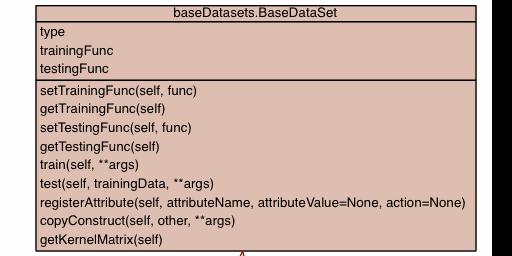 baseDatasets.BaseDataSet
type
trainingFunc
testingFunc
setTrainingFunc(self, func)
getTrainingFunc(self)
setTestingFunc(self, func)
getTestingFunc(self)
train(self, **args)
test(self, trainingData, **args)
registerAttribute(self, attributeName, attributeValue=None, action=None)
copyConstruct(self, other, **args)
getKernelMatrix(self)